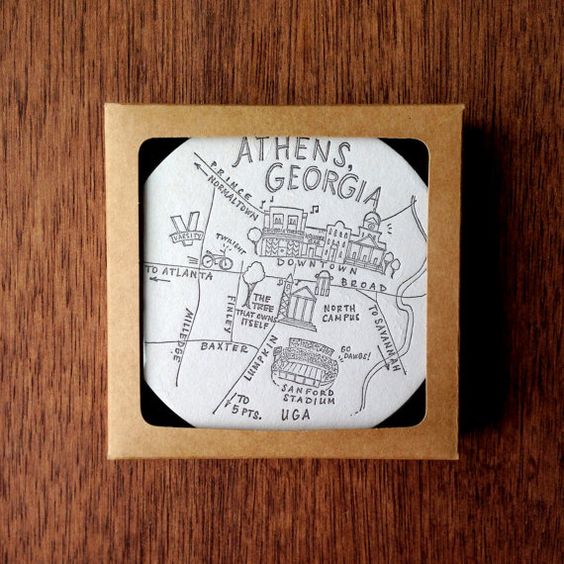 ATHENS,
GEORGIA
PRINCE
NORMALTOWN
V
VARSITY
TWILIGHT
DOWNTOWN
TO ATLANTA
BROAD
THE
TREE
THAT OWNS
ITSELF
NORTH
CAMPUS
FINLEY
MILLEDGE
TO SAVANNAH
BAXTER
LUMPKIN
GO
DAWGS!
SANFORD
STADIUM
TO
5 PTS.
UGA